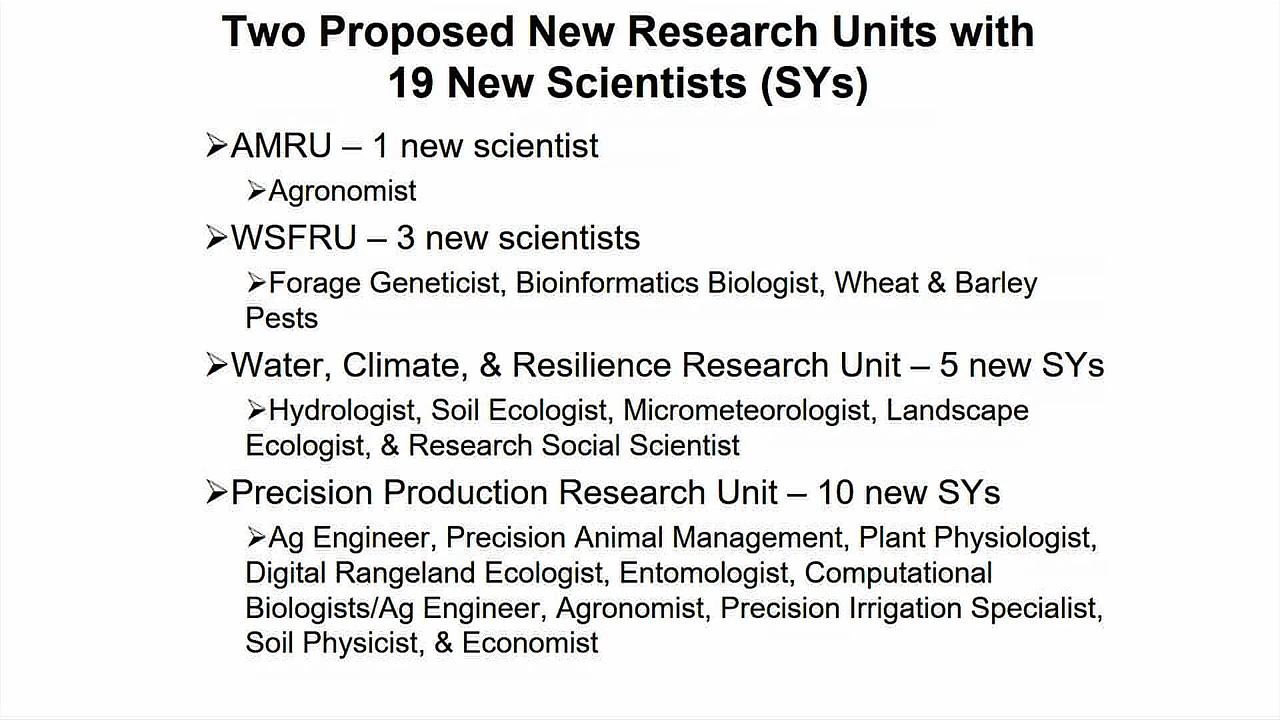 Two Proposed New Research Units with
19 New Scientists (SYs)
➢AMRU – 1 new scientist
➢Agronomist
➢WSFRU – 3 new scientists
➢Forage Geneticist, Bioinformatics Biologist, Wheat & Barley
Pests
➢Water, Climate, & Resilience Research Unit – 5 new SYs
➢Hydrologist, Soil Ecologist, Micrometeorologist, Landscape
Ecologist, & Research Social Scientist
➢Precision Production Research Unit – 10 new SYs
➢Ag Engineer, Precision Animal Management, Plant Physiologist,
Digital Rangeland Ecologist, Entomologist, Computational
Biologists/Ag Engineer, Agronomist, Precision Irrigation Specialist,
Soil Physicist, & Economist